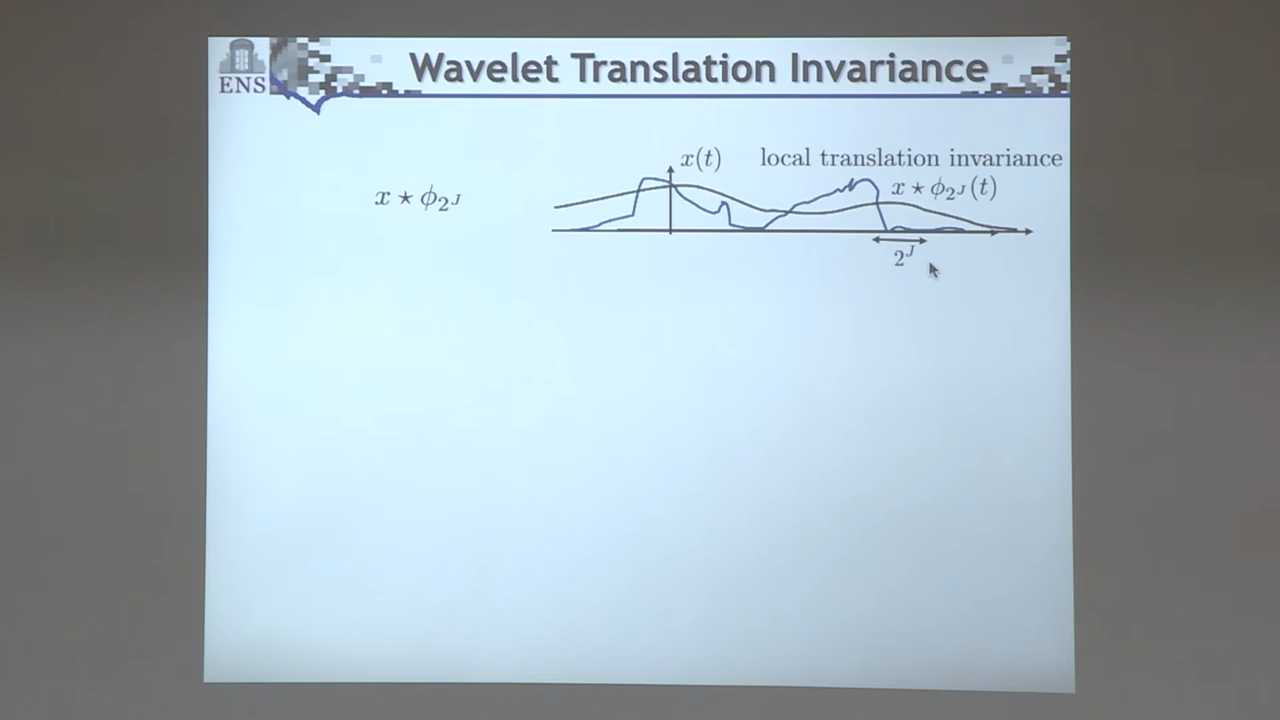 ENS
Wavelet Translation Invariance
x(t) local translation invariance
x ⋆ ϕ_{2^J}
x ⋆ ϕ_{2^J}(t)
2^J